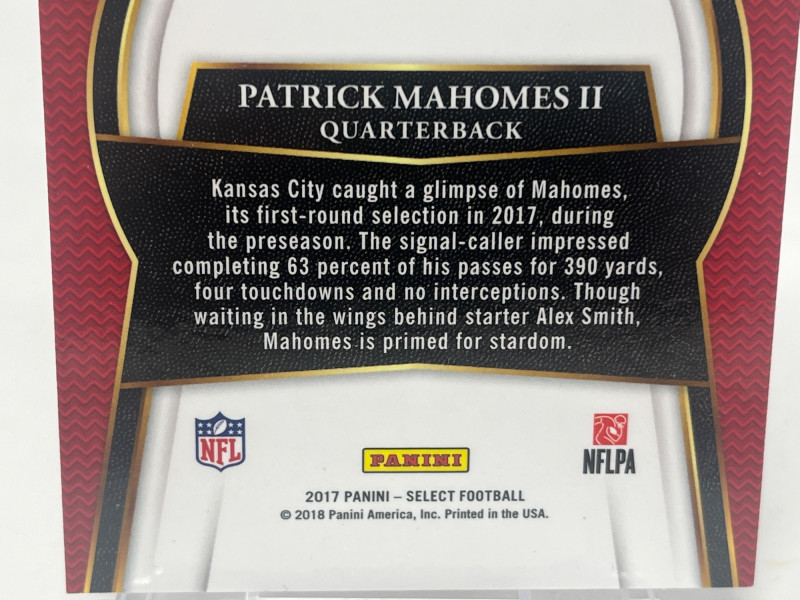 PATRICK MAHOMES II
QUARTERBACK
Kansas City caught a glimpse of Mahomes,
its first-round selection in 2017, during
the preseason. The signal-caller impressed
completing 63 percent of his passes for 390 yards,
four touchdowns and no interceptions. Though
waiting in the wings behind starter Alex Smith,
Mahomes is primed for stardom.
NFL
PANINI
NFLPA
2017 PANINI – SELECT FOOTBALL
© 2018 Panini America, Inc. Printed in the USA.